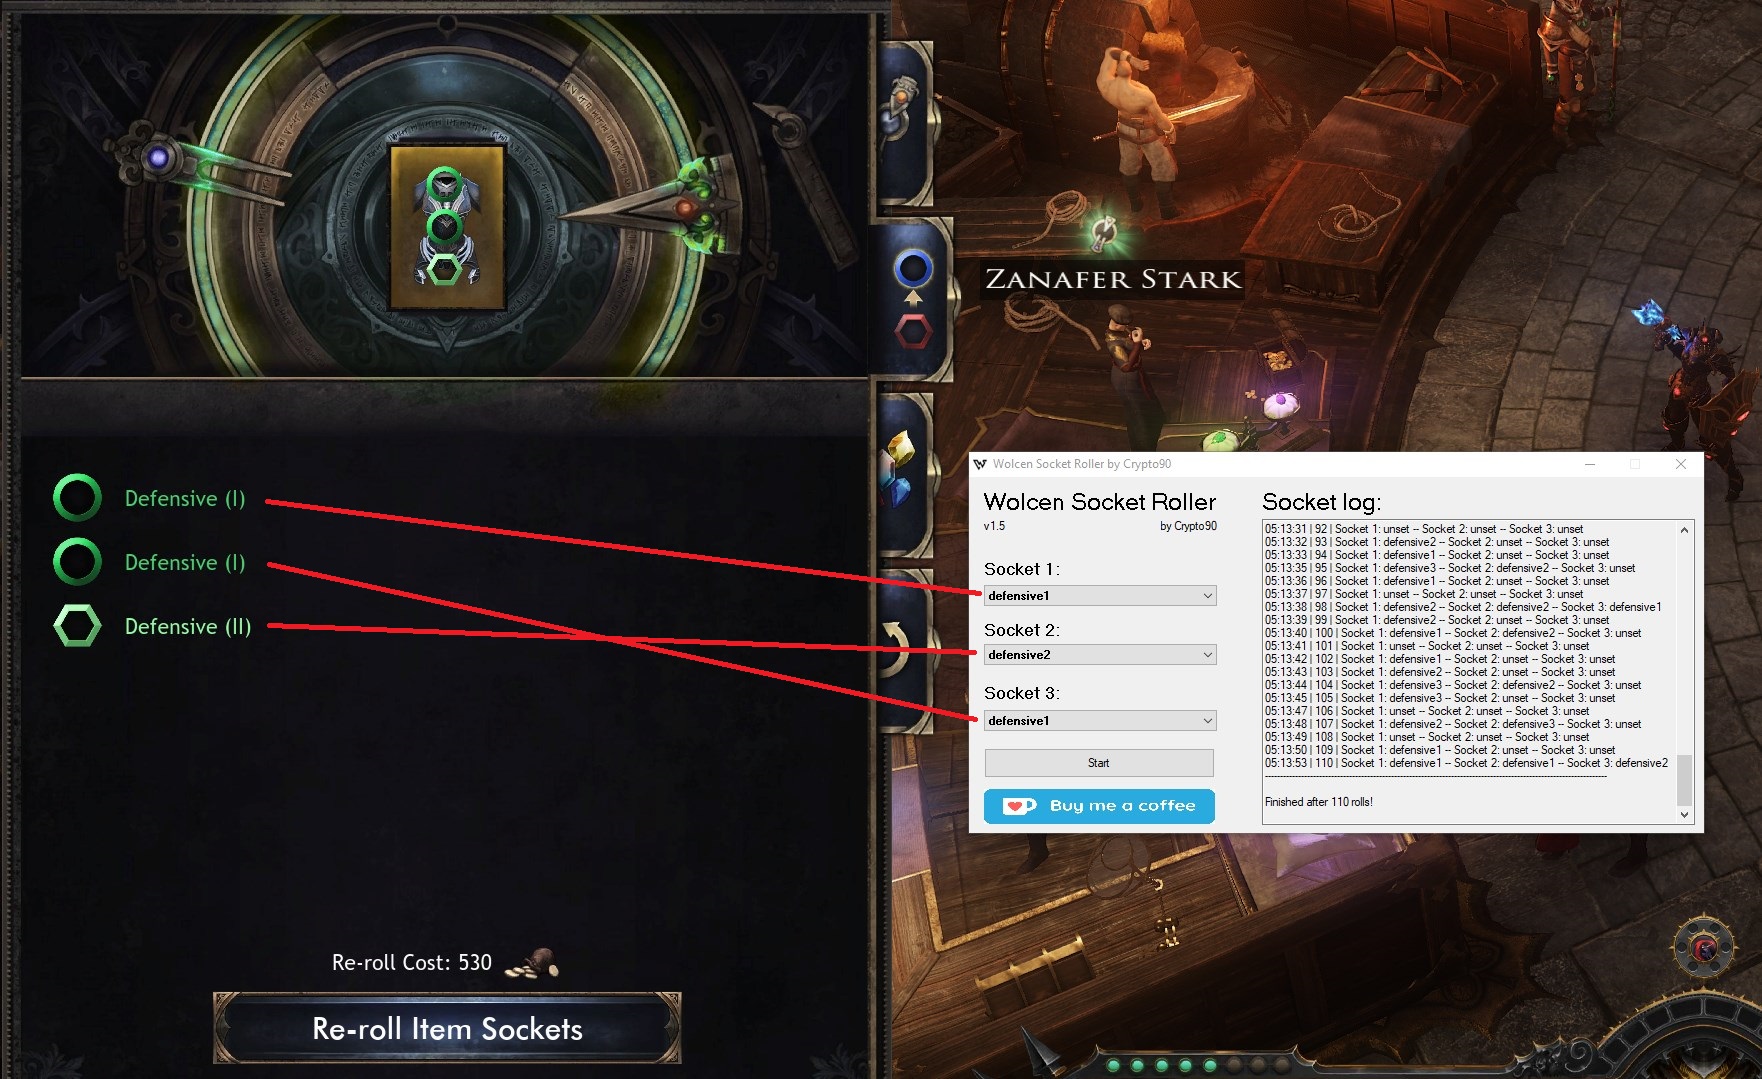 Defensive (I)
Defensive (I)
Defensive (II)
Re-roll Cost: 530
Re-roll Item Sockets
ZANAFER STARK
Wolcen Socket Roller by Crypto90
Wolcen Socket Roller
v1.5 by Crypto90
Socket 1:
defensive1
Socket 2:
defensive2
Socket 3:
defensive1
Start
Buy me a coffee
Socket log:
05:13:31 | 92 | Socket 1: unset -- Socket 2: unset -- Socket 3: unset
05:13:32 | 93 | Socket 1: defensive2 -- Socket 2: unset -- Socket 3: unset
05:13:33 | 94 | Socket 1: defensive1 -- Socket 2: unset -- Socket 3: unset
05:13:35 | 95 | Socket 1: defensive3 -- Socket 2: defensive2 -- Socket 3: unset
05:13:36 | 96 | Socket 1: defensive1 -- Socket 2: unset -- Socket 3: unset
05:13:37 | 97 | Socket 1: unset -- Socket 2: unset -- Socket 3: unset
05:13:38 | 98 | Socket 1: defensive2 -- Socket 2: defensive2 -- Socket 3: defensive1
05:13:39 | 99 | Socket 1: defensive2 -- Socket 2: unset -- Socket 3: unset
05:13:40 | 100 | Socket 1: defensive1 -- Socket 2: defensive2 -- Socket 3: unset
05:13:41 | 101 | Socket 1: unset -- Socket 2: unset -- Socket 3: unset
05:13:42 | 102 | Socket 1: defensive1 -- Socket 2: unset -- Socket 3: unset
05:13:43 | 103 | Socket 1: defensive2 -- Socket 2: unset -- Socket 3: unset
05:13:44 | 104 | Socket 1: defensive3 -- Socket 2: defensive2 -- Socket 3: unset
05:13:45 | 105 | Socket 1: defensive3 -- Socket 2: unset -- Socket 3: unset
05:13:47 | 106 | Socket 1: unset -- Socket 2: unset -- Socket 3: unset
05:13:48 | 107 | Socket 1: defensive2 -- Socket 2: defensive3 -- Socket 3: unset
05:13:49 | 108 | Socket 1: unset -- Socket 2: unset -- Socket 3: unset
05:13:50 | 109 | Socket 1: defensive1 -- Socket 2: unset -- Socket 3: unset
05:13:53 | 110 | Socket 1: defensive1 -- Socket 2: defensive1 -- Socket 3: defensive2
Finished after 110 rolls!